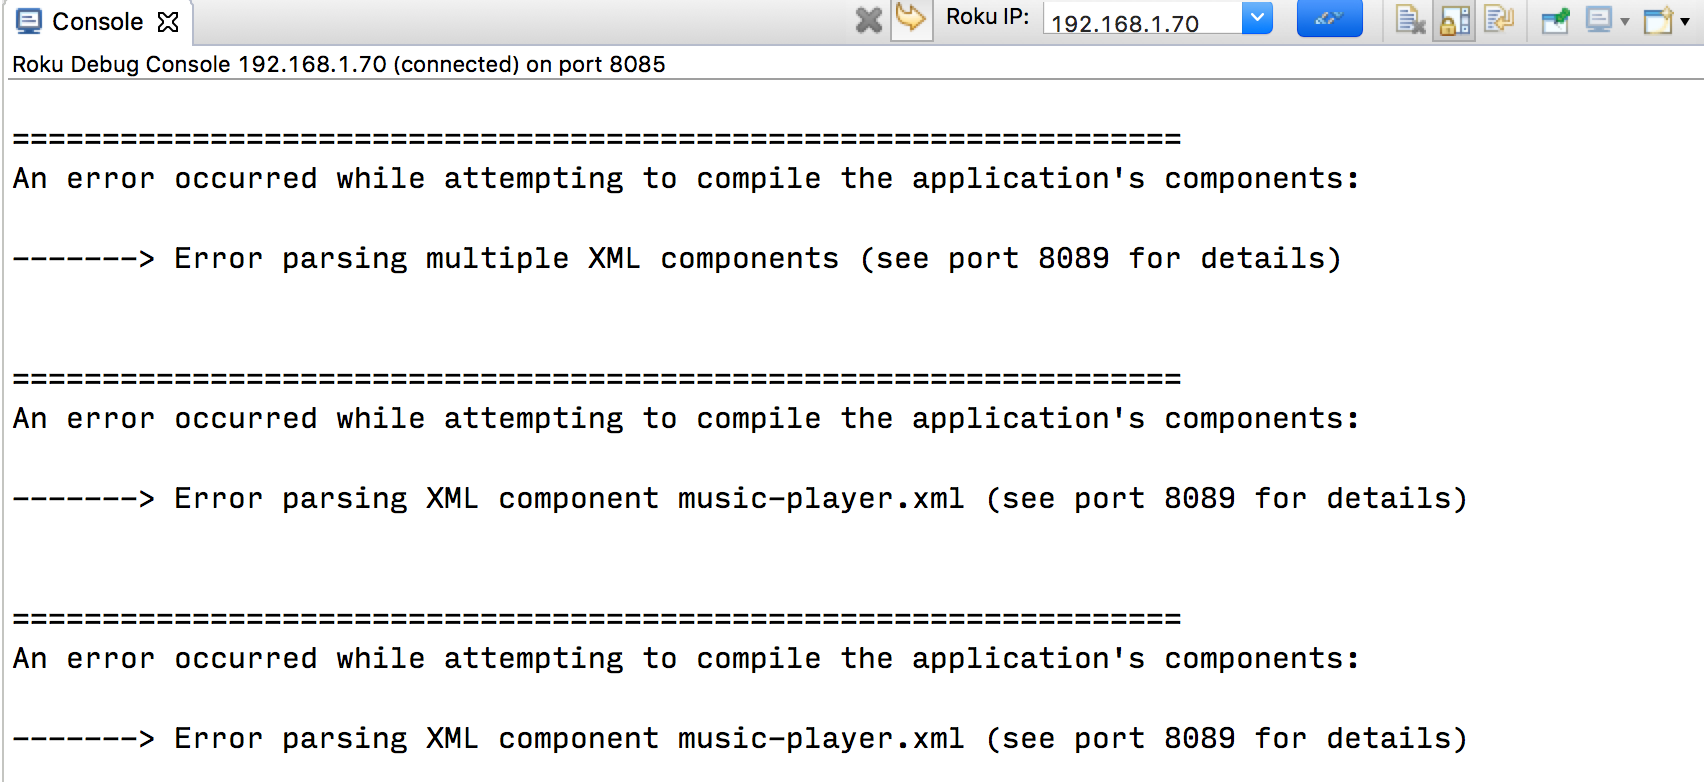 Console
Roku IP: 192.168.1.70
Roku Debug Console 192.168.1.70 (connected) on port 8085
=================================================================
An error occurred while attempting to compile the application's components:
-------> Error parsing multiple XML components (see port 8089 for details)
=================================================================
An error occurred while attempting to compile the application's components:
-------> Error parsing XML component music-player.xml (see port 8089 for details)
=================================================================
An error occurred while attempting to compile the application's components:
-------> Error parsing XML component music-player.xml (see port 8089 for details)